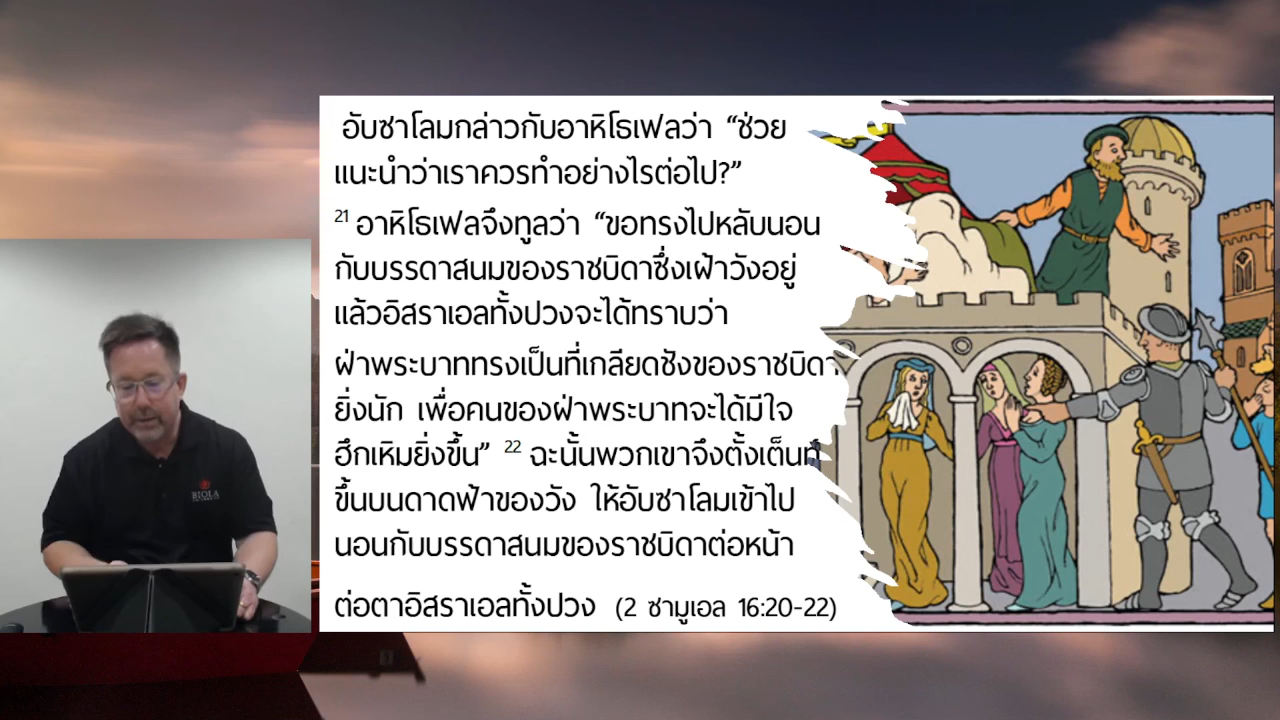 อับซาโลมกล่าวกับอาหิโธเฟลว่า “ช่วย
แนะนำว่าเราควรทำอย่างไรต่อไป?”
21 อาหิโธเฟลจึงทูลว่า “ขอทรงไปหลับนอน
กับบรรดาสนมของราชบิดาซึ่งเฝ้าวังอยู่
แล้วอิสราเอลทั้งปวงจะได้ทราบว่า
ฝ่าพระบาททรงเป็นที่เกลียดชังของราชบิดา
ยิ่งนัก เพื่อคนของฝ่าพระบาทจะได้มีใจ
ฮึกเหิมยิ่งขึ้น” 22 ฉะนั้นพวกเขาจึงตั้งเต็นท์
ขึ้นบนดาดฟ้าของวัง ให้อับซาโลมเข้าไป
นอนกับบรรดาสนมของราชบิดาต่อหน้า
ต่อตาอิสราเอลทั้งปวง (2 ซามูเอล 16:20-22)
BIOLA